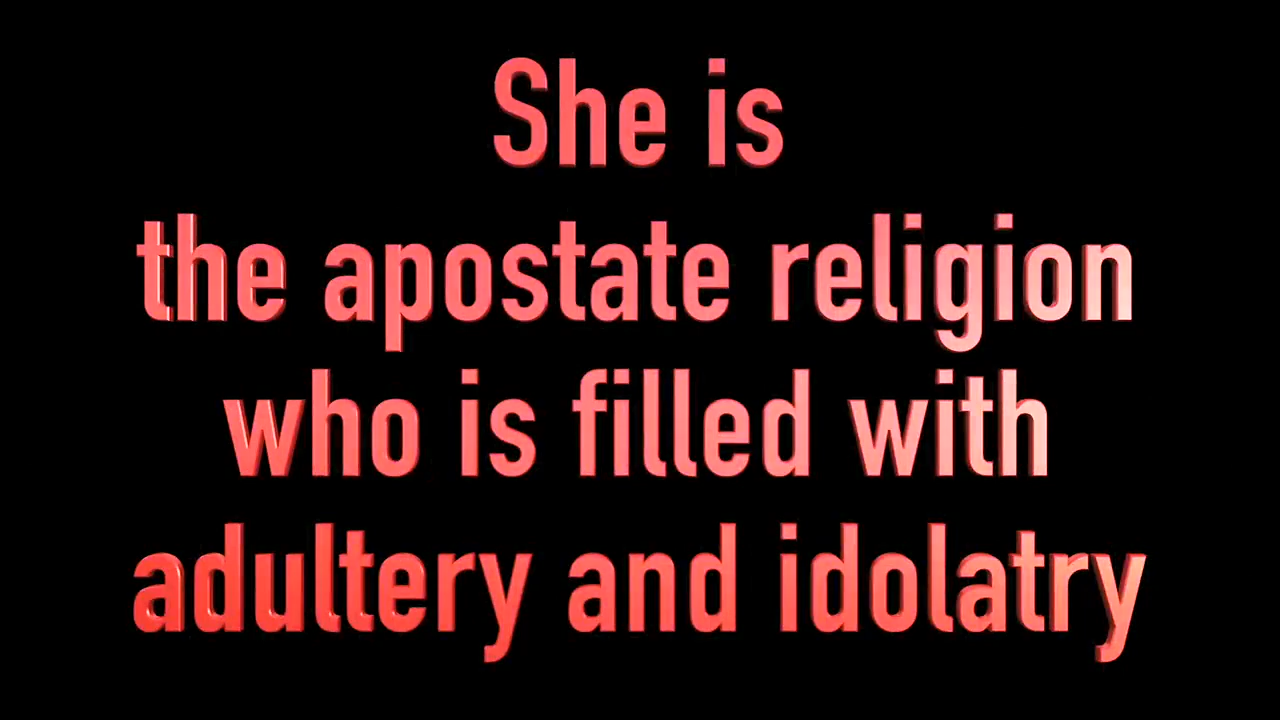 She is
the apostate religion
who is filled with
adultery and idolatry